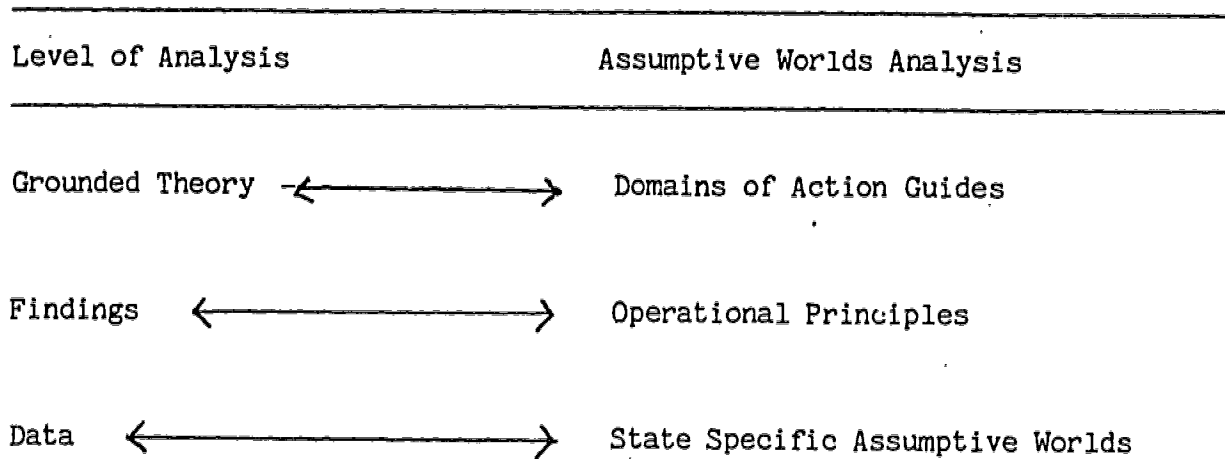 Level of Analysis Assumptive Worlds Analysis
Grounded Theory Domains of Action Guides
Findings Operational Principles
Data State Specific Assumptive Worlds